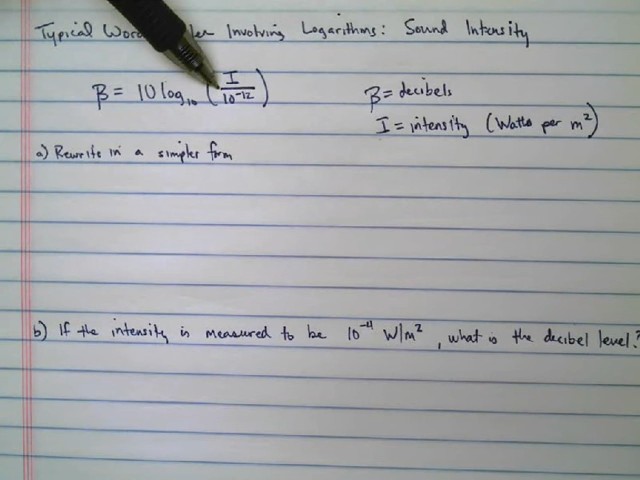 Typical Word Involving Logarithms: Sound Intensity
β = 10 log₁₀ (I/10⁻¹²)
β = decibels
I = intensity (Watts per m²)
a) Rewrite in a simpler form
b) If the intensity is measured to be 10⁻⁴ W/m², what is the decibel level?